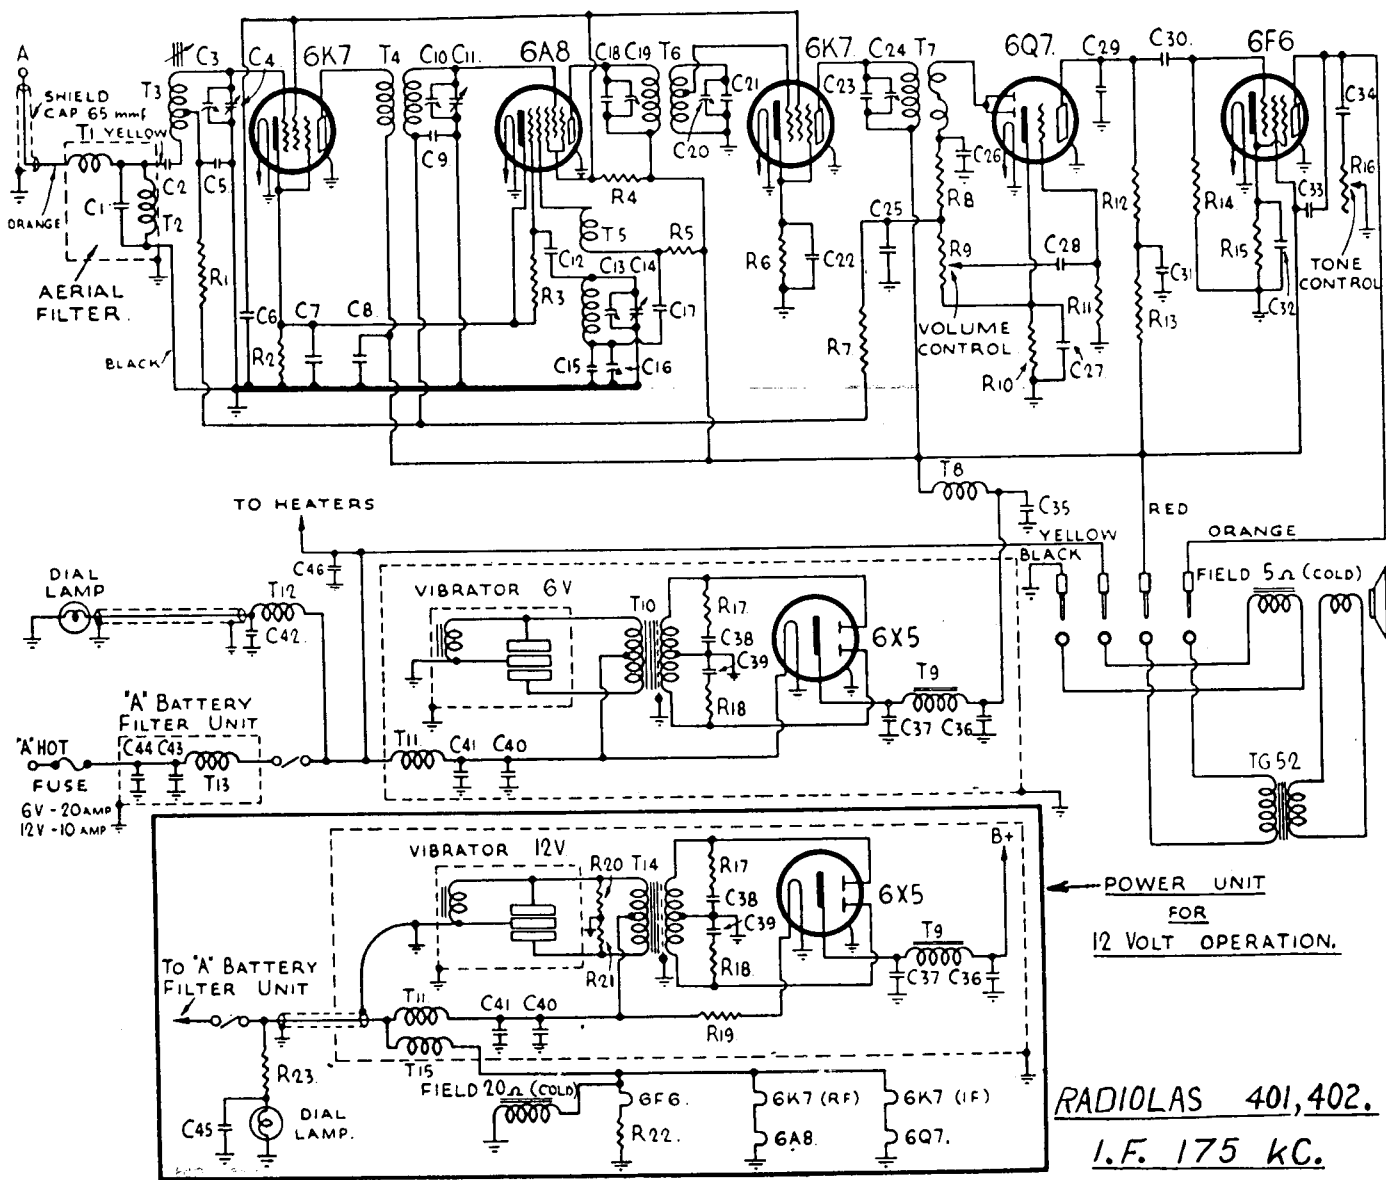 C3
C4
6K7
T4
C10
C11.
6A8
C18
C19
T6
6K7.
C24
T7
6Q7.
C29
C30.
6F6
A
T3
SHIELD
CAP 65 mmf
C21
C23
C34
T1 YELLOW
C2
C5
C9
C20
C26
R16
ORANGE
C1
T2
R4
R8
R12
R14
C33
T5
R5
C25
R1
C12
C13
C14
R6
C22
R9
C28
R15
C31
TONE
CONTROL
AERIAL
FILTER.
R3
C17
C32
C6
C7
C8
R11
R13
BLACK
R2
C15
C16
R7
VOLUME
CONTROL
R10
C27
T8
TO HEATERS
C35
RED
YELLOW
BLACK
ORANGE
C46
DIAL
LAMP
T12
VIBRATOR 6V
T10
R17
FIELD 5Ω (COLD)
C42.
C38
C39
6X5
T9
"A" BATTERY
FILTER UNIT
R18
C37
C36
"A" HOT
C44
C43
T11
C41
C40
FUSE
T13
TG 52
6V - 20 AMP
12V - 10 AMP
B+
VIBRATOR 12V
R20
T14
R17
C38
C39
6X5
POWER UNIT
FOR
12 VOLT OPERATION.
T9
TO "A" BATTERY
FILTER UNIT
R21
R18
C37
C36
T11
C41
C40
R19
R23
T15
FIELD 20Ω (COLD)
6F6.
6K7 (RF)
6K7 (IF)
C45
DIAL
LAMP.
R22.
6A8.
6Q7.
RADIOLAS 401,402.
I.F. 175 KC.